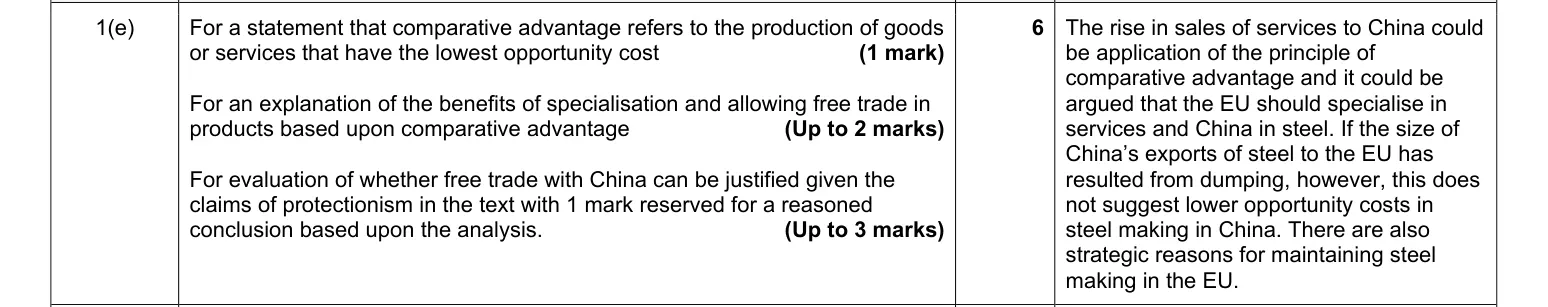 1(e)
For a statement that comparative advantage refers to the production of goods
or services that have the lowest opportunity cost (1 mark)
For an explanation of the benefits of specialisation and allowing free trade in
products based upon comparative advantage (Up to 2 marks)
For evaluation of whether free trade with China can be justified given the
claims of protectionism in the text with 1 mark reserved for a reasoned
conclusion based upon the analysis. (Up to 3 marks)
6
The rise in sales of services to China could
be application of the principle of
comparative advantage and it could be
argued that the EU should specialise in
services and China in steel. If the size of
China’s exports of steel to the EU has
resulted from dumping, however, this does
not suggest lower opportunity costs in
steel making in China. There are also
strategic reasons for maintaining steel
making in the EU.